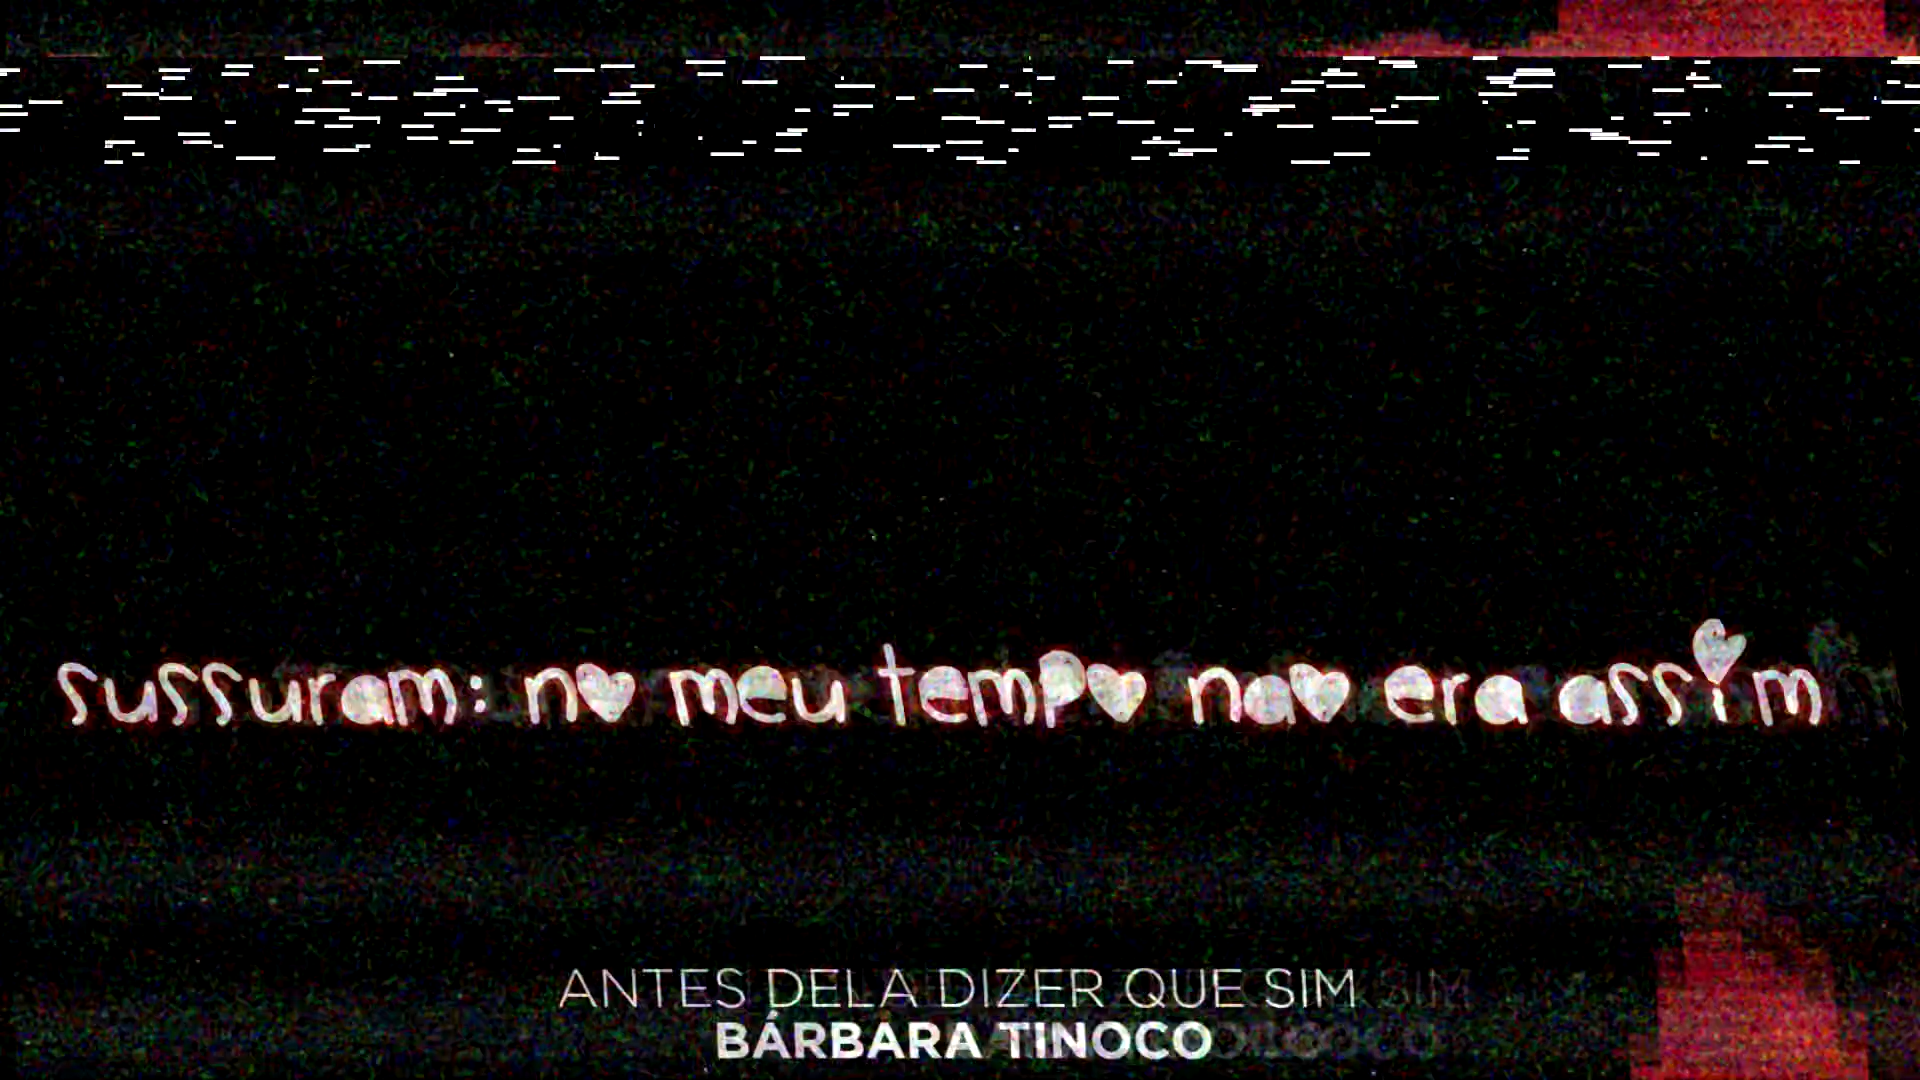 sussuram: no meu tempo nao era assim
ANTES DELA DIZER QUE SIM
BÁRBARA TINOCO